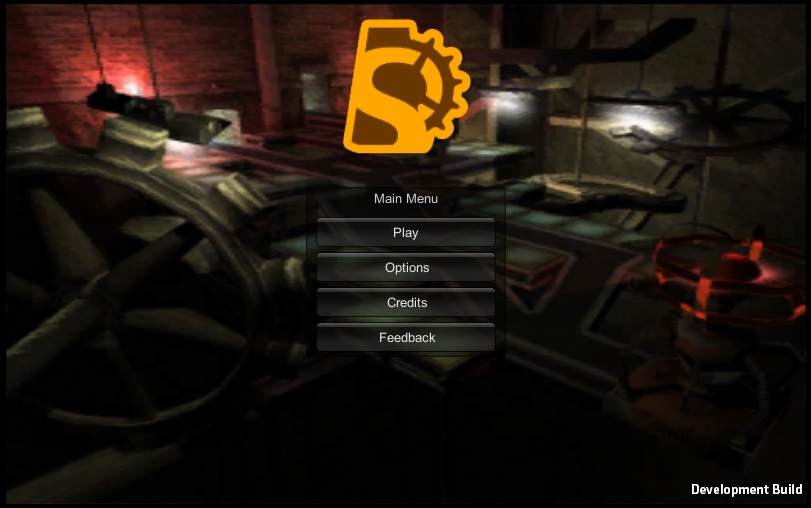 S
Main Menu
Play
Options
Credits
Feedback
Development Build